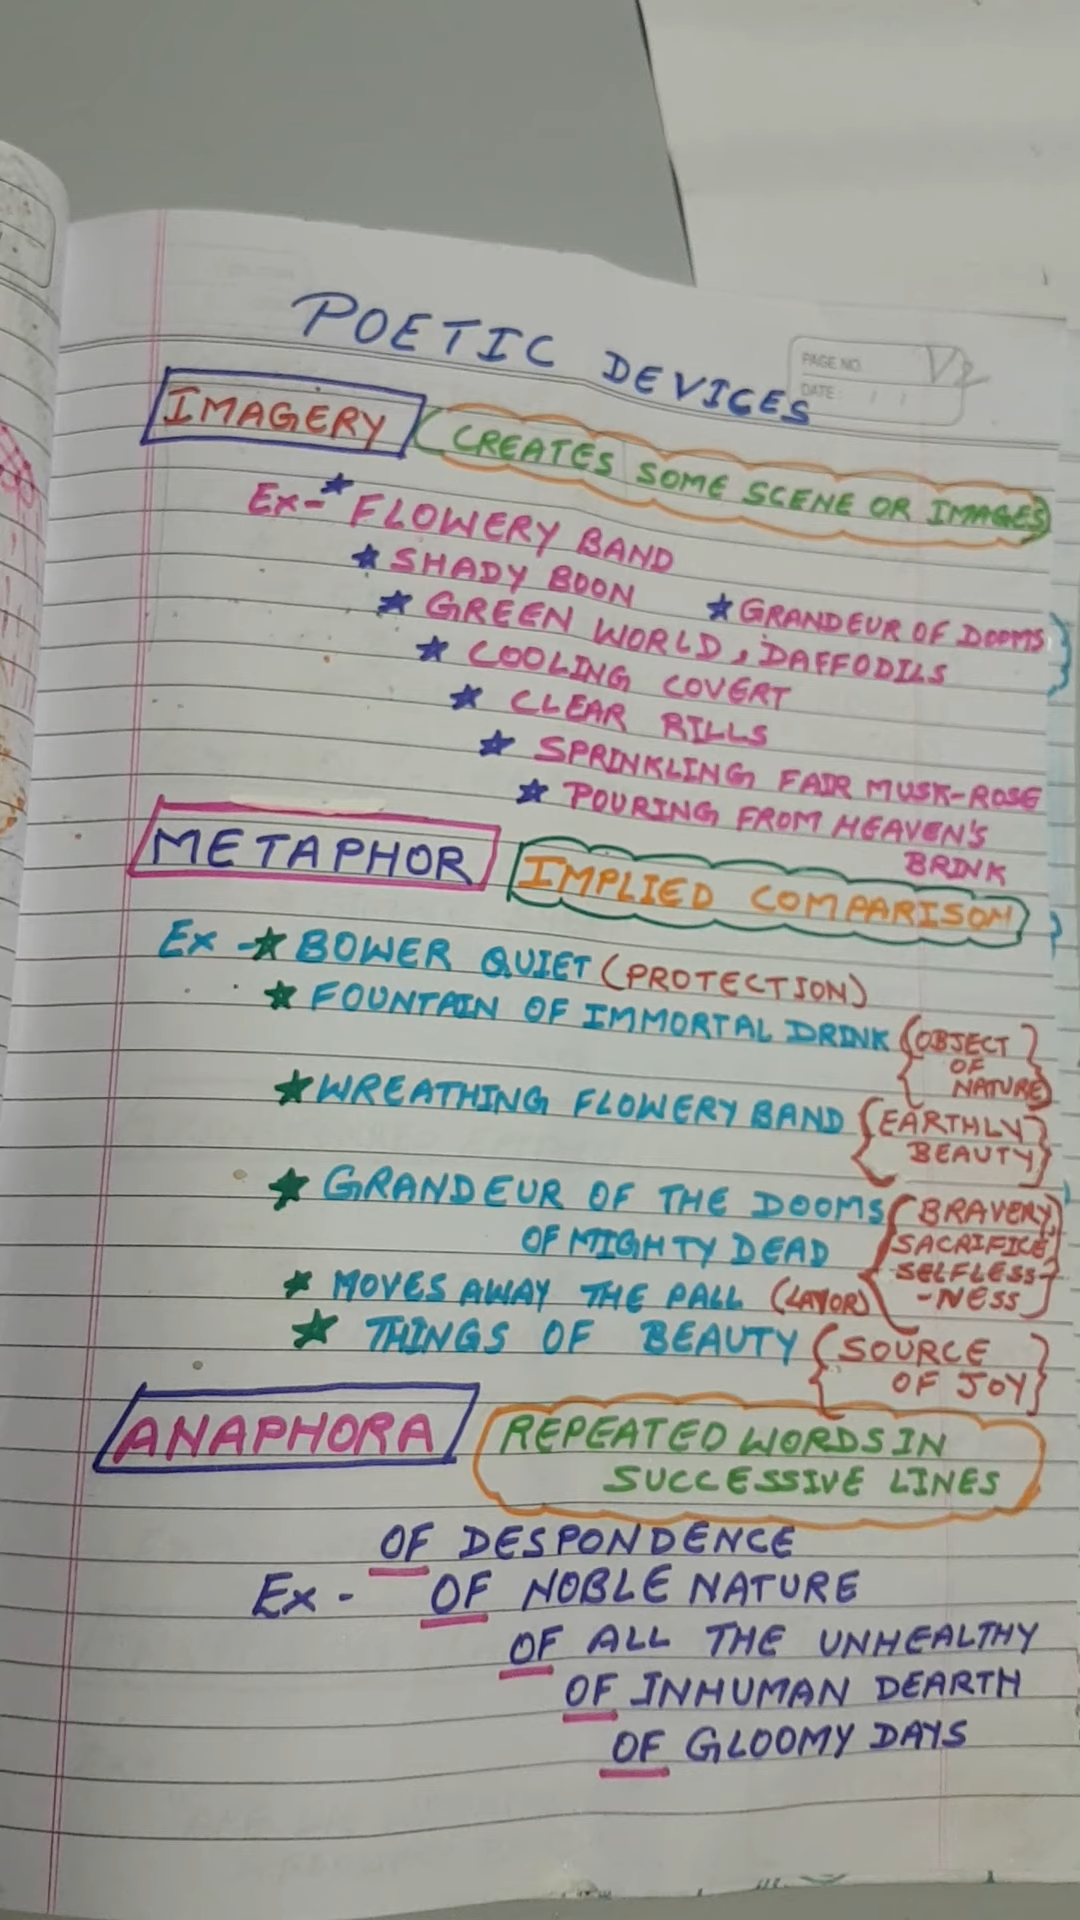 POETIC DEVICES
PAGE NO.
DATE: / /
IMAGERY (CREATES SOME SCENE OR IMAGES)
Ex- * FLOWERY BAND
* SHADY BOON * GRANDEUR OF DOOMS
* GREEN WORLD, DAFFODILS
* COOLING COVERT
* CLEAR RILLS
* SPRINKLING FAIR MUSK-ROSE
* POURING FROM HEAVEN'S
BRINK
METAPHOR IMPLIED COMPARISON
Ex - * BOWER QUIET (PROTECTION)
* FOUNTAIN OF IMMORTAL DRINK {OBJECT
OF
NATURE}
* WREATHING FLOWERY BAND {EARTHLY
BEAUTY}
* GRANDEUR OF THE DOOMS {BRAVERY,
OF MIGHTY DEAD SACRIFICE,
SELFLESS-
* MOVES AWAY THE PALL (LAYOR) -NESS}
* THINGS OF BEAUTY {SOURCE
OF JOY}
ANAPHORA REPEATED WORDS IN
SUCCESSIVE LINES
OF DESPONDENCE
Ex - OF NOBLE NATURE
OF ALL THE UNHEALTHY
OF INHUMAN DEARTH
OF GLOOMY DAYS